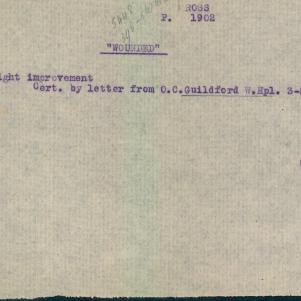 ROSS
P. 1902
"WOUNDED"
ight improvement
Cert. by letter from O.C.Guildford W.Hpl. 3-